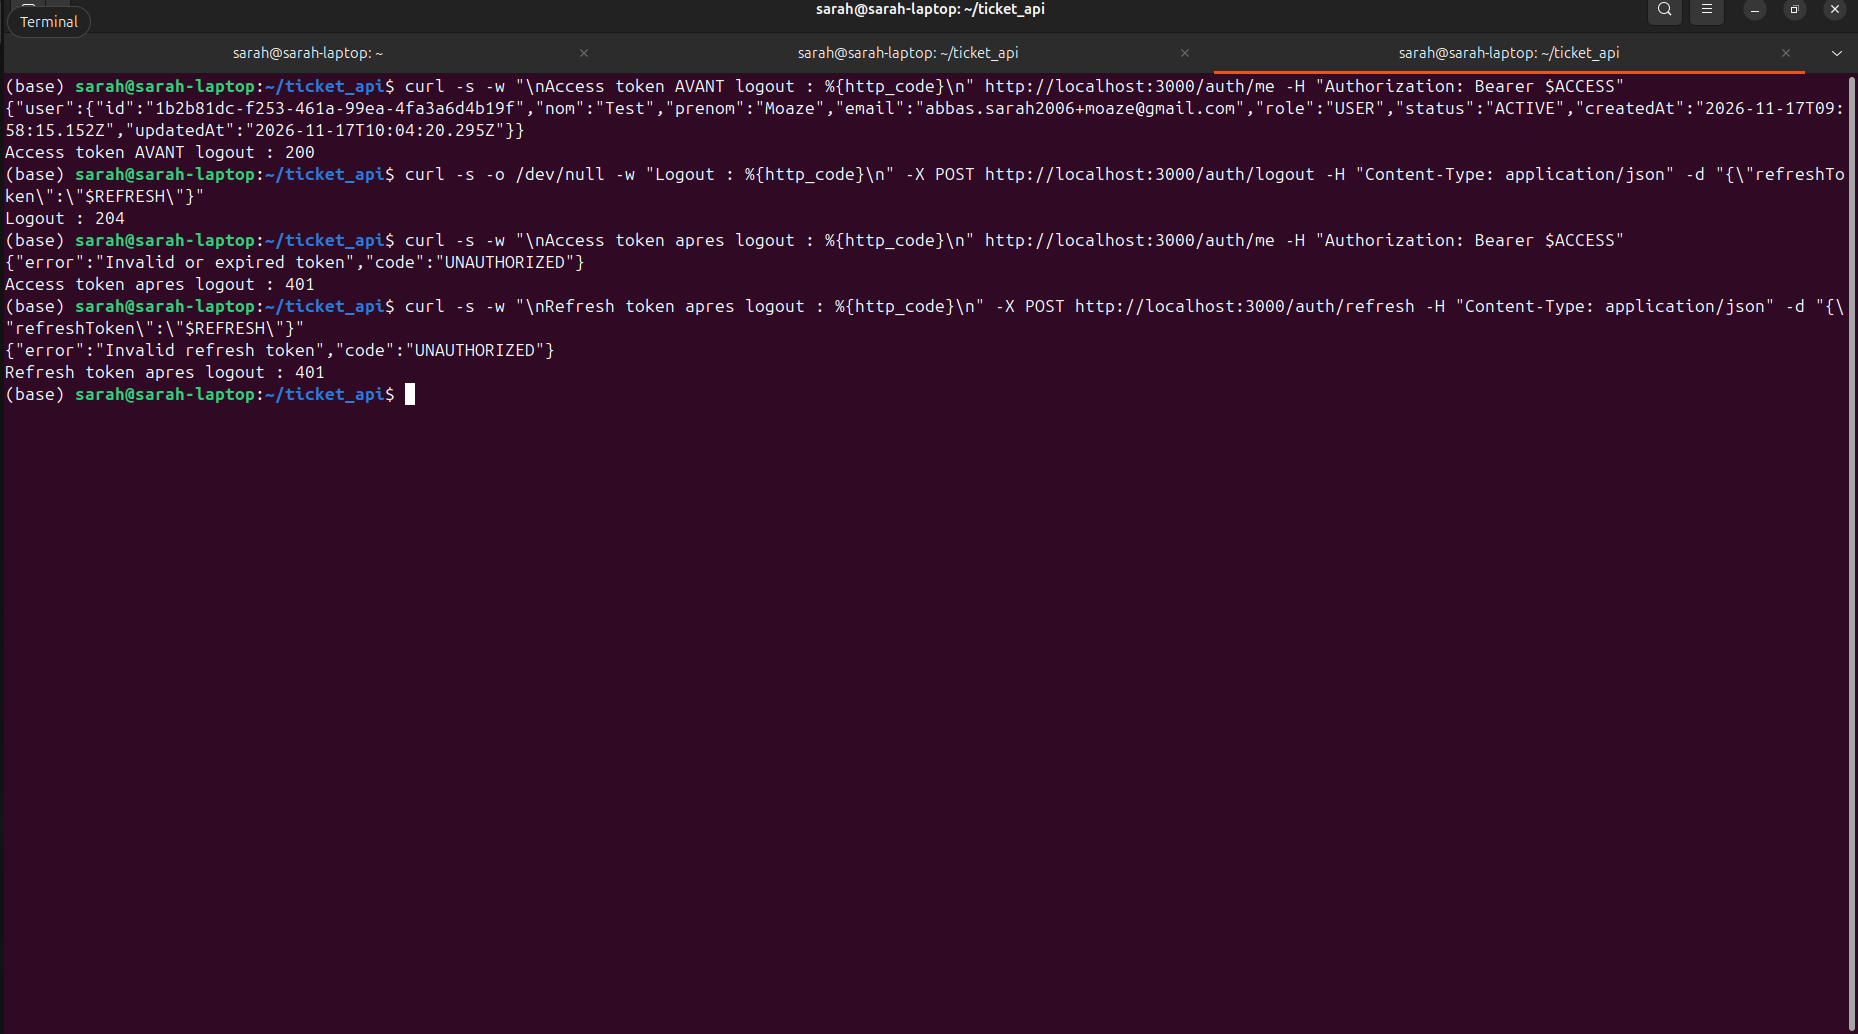 sarah@sarah-laptop: ~/ticket_api
Terminal
sarah@sarah-laptop: ~
sarah@sarah-laptop: ~/ticket_api
sarah@sarah-laptop: ~/ticket_api
(base) sarah@sarah-laptop:~/ticket_api$ curl -s -w "\nAccess token AVANT logout : %{http_code}\n" http://localhost:3000/auth/me -H "Authorization: Bearer $ACCESS"
{"user":{"id":"1b2b81dc-f253-461a-99ea-4fa3a6d4b19f","nom":"Test","prenom":"Moaze","email":"abbas.sarah2006+moaze@gmail.com","role":"USER","status":"ACTIVE","createdAt":"2026-11-17T09:
58:15.152Z","updatedAt":"2026-11-17T10:04:20.295Z"}}
Access token AVANT logout : 200
(base) sarah@sarah-laptop:~/ticket_api$ curl -s -o /dev/null -w "Logout : %{http_code}\n" -X POST http://localhost:3000/auth/logout -H "Content-Type: application/json" -d "{\"refreshTo
ken\":\"$REFRESH\"}"
Logout : 204
(base) sarah@sarah-laptop:~/ticket_api$ curl -s -w "\nAccess token apres logout : %{http_code}\n" http://localhost:3000/auth/me -H "Authorization: Bearer $ACCESS"
{"error":"Invalid or expired token","code":"UNAUTHORIZED"}
Access token apres logout : 401
(base) sarah@sarah-laptop:~/ticket_api$ curl -s -w "\nRefresh token apres logout : %{http_code}\n" -X POST http://localhost:3000/auth/refresh -H "Content-Type: application/json" -d "{\
"refreshToken\":\"$REFRESH\"}"
{"error":"Invalid refresh token","code":"UNAUTHORIZED"}
Refresh token apres logout : 401
(base) sarah@sarah-laptop:~/ticket_api$